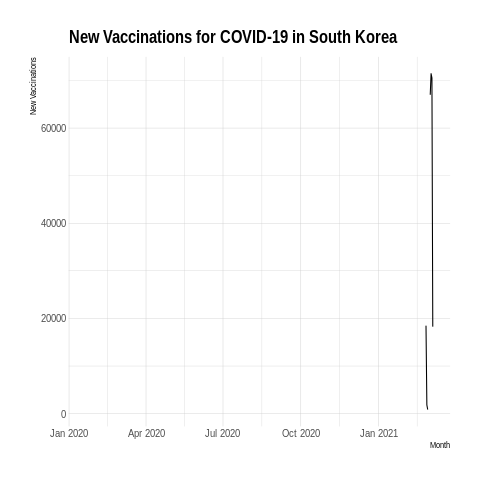 New Vaccinations for COVID-19 in South Korea
New Vaccinations
60000
40000
20000
0
Jan 2020 Apr 2020 Jul 2020 Oct 2020 Jan 2021
Month